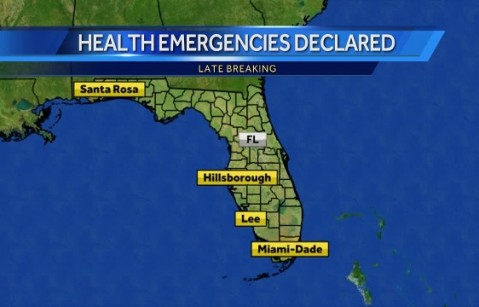 HEALTH EMERGENCIES DECLARED
LATE BREAKING
Santa Rosa
FL
Hillsborough
Lee
Miami-Dade